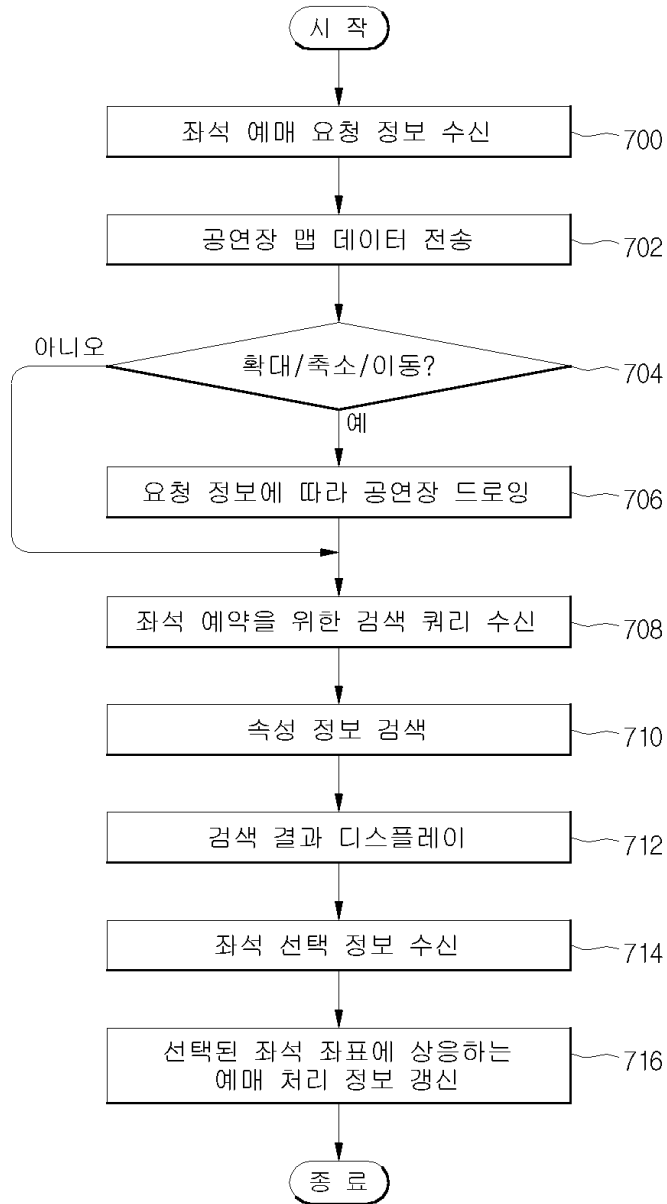 시 작
좌석 예매 요청 정보 수신
700
공연장 맵 데이터 전송
702
아니오
확대/축소/이동?
704
예
요청 정보에 따라 공연장 드로잉
706
좌석 예약을 위한 검색 쿼리 수신
708
속성 정보 검색
710
검색 결과 디스플레이
712
좌석 선택 정보 수신
714
선택된 좌석 좌표에 상응하는
예매 처리 정보 갱신
716
종 료